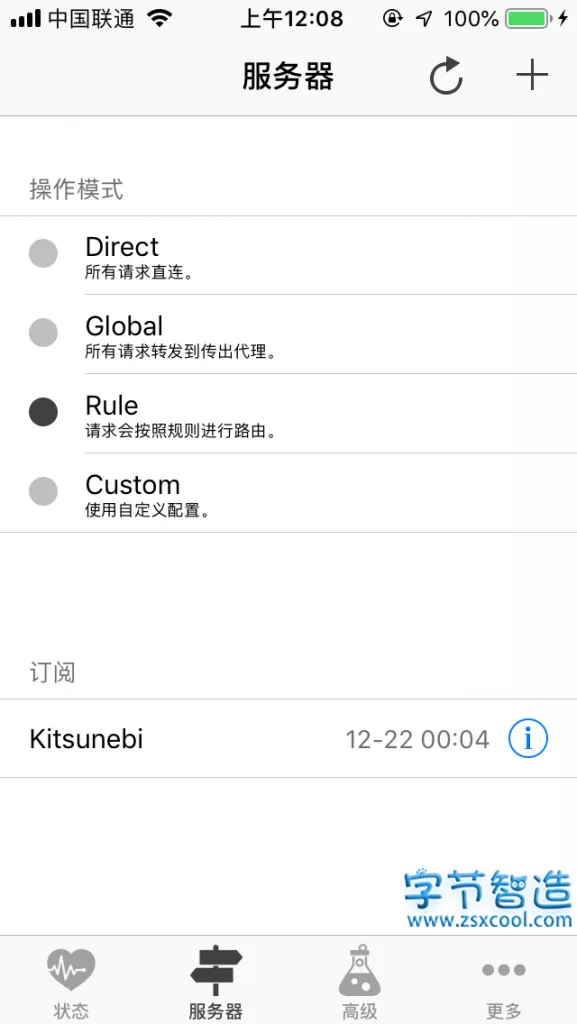 中国联通 上午12:08 100%
服务器
操作模式
Direct
所有请求直连。
Global
所有请求转发到传出代理。
Rule
请求会按照规则进行路由。
Custom
使用自定义配置。
订阅
Kitsunebi 12-22 00:04
字节智造
www.zsxcool.com
状态 服务器 高级 更多